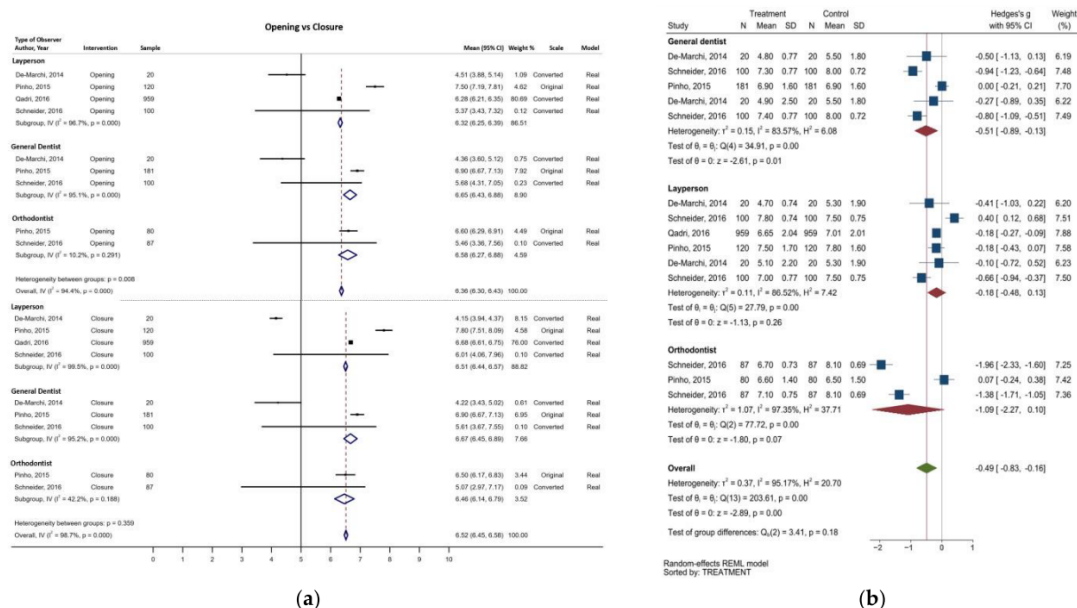 Opening vs Closure
Type of Observer
Author, Year Intervention Sample Mean (95% CI) Weight % Scale Model
Layperson
De-Marchi, 2014 Opening 20 4.51 (3.88, 5.14) 1.09 Converted Real
Pinho, 2015 Opening 120 7.50 (7.19, 7.81) 4.62 Original Real
Qadri, 2016 Opening 959 6.28 (6.21, 6.35) 80.69 Converted Real
Schneider, 2016 Opening 100 5.37 (3.43, 7.32) 0.12 Converted Real
Subgroup, IV (I² = 96.7%, p = 0.000) 6.32 (6.25, 6.39) 86.51
General Dentist
De-Marchi, 2014 Opening 20 4.36 (3.60, 5.12) 0.75 Converted Real
Pinho, 2015 Opening 181 6.90 (6.67, 7.13) 7.92 Original Real
Schneider, 2016 Opening 100 5.68 (4.31, 7.05) 0.23 Converted Real
Subgroup, IV (I² = 95.1%, p = 0.000) 6.65 (6.43, 6.88) 8.90
Orthodontist
Pinho, 2015 Opening 80 6.60 (6.29, 6.91) 4.49 Original Real
Schneider, 2016 Opening 87 5.46 (3.36, 7.56) 0.10 Converted Real
Subgroup, IV (I² = 10.2%, p = 0.291) 6.58 (6.27, 6.88) 4.59
Heterogeneity between groups: p = 0.008
Overall, IV (I² = 94.4%, p = 0.000) 6.36 (6.30, 6.43) 100.00
Layperson
De-Marchi, 2014 Closure 20 4.15 (3.94, 4.37) 8.15 Converted Real
Pinho, 2015 Closure 120 7.80 (7.51, 8.09) 4.58 Original Real
Qadri, 2016 Closure 959 6.68 (6.61, 6.75) 76.00 Converted Real
Schneider, 2016 Closure 100 6.01 (4.06, 7.96) 0.10 Converted Real
Subgroup, IV (I² = 99.5%, p = 0.000) 6.51 (6.44, 6.57) 88.82
General Dentist
De-Marchi, 2014 Closure 20 4.22 (3.43, 5.02) 0.61 Converted Real
Pinho, 2015 Closure 181 6.90 (6.67, 7.13) 6.95 Original Real
Schneider, 2016 Closure 100 5.61 (3.67, 7.55) 0.10 Converted Real
Subgroup, IV (I² = 95.2%, p = 0.000) 6.67 (6.45, 6.89) 7.66
Orthodontist
Pinho, 2015 Closure 80 6.50 (6.17, 6.83) 3.44 Original Real
Schneider, 2016 Closure 87 5.07 (2.97, 7.17) 0.09 Converted Real
Subgroup, IV (I² = 42.2%, p = 0.188) 6.46 (6.14, 6.79) 3.52
Heterogeneity between groups: p = 0.359
Overall, IV (I² = 98.7%, p = 0.000) 6.52 (6.45, 6.58) 100.00
0 1 2 3 4 5 6 7 8 9 10
(a)
Treatment Control Hedges's g Weight
Study N Mean SD N Mean SD with 95% CI (%)
General dentist
De-Marchi, 2014 20 4.80 0.77 20 5.50 1.80 -0.50 [ -1.13, 0.13] 6.19
Schneider, 2016 100 7.30 0.77 100 8.00 0.72 -0.94 [ -1.23, -0.64] 7.48
Pinho, 2015 181 6.90 1.60 181 6.90 1.60 0.00 [ -0.21, 0.21] 7.70
De-Marchi, 2014 20 4.90 2.50 20 5.50 1.80 -0.27 [ -0.89, 0.35] 6.22
Schneider, 2016 100 7.40 0.77 100 8.00 0.72 -0.80 [ -1.09, -0.51] 7.49
Heterogeneity: τ² = 0.15, I² = 83.57%, H² = 6.08 -0.51 [ -0.89, -0.13]
Test of θᵢ = θⱼ: Q(4) = 34.91, p = 0.00
Test of θ = 0: z = -2.61, p = 0.01
Layperson
De-Marchi, 2014 20 4.70 0.74 20 5.30 1.90 -0.41 [ -1.03, 0.22] 6.20
Schneider, 2016 100 7.80 0.74 100 7.50 0.75 0.40 [ 0.12, 0.68] 7.51
Qadri, 2016 959 6.65 2.04 959 7.01 2.01 -0.18 [ -0.27, -0.09] 7.88
Pinho, 2015 120 7.50 1.70 120 7.80 1.60 -0.18 [ -0.43, 0.07] 7.58
De-Marchi, 2014 20 5.10 2.20 20 5.30 1.90 -0.10 [ -0.72, 0.52] 6.23
Schneider, 2016 100 7.00 0.77 100 7.50 0.75 -0.66 [ -0.94, -0.37] 7.50
Heterogeneity: τ² = 0.11, I² = 86.52%, H² = 7.42 -0.18 [ -0.48, 0.13]
Test of θᵢ = θⱼ: Q(5) = 27.79, p = 0.00
Test of θ = 0: z = -1.13, p = 0.26
Orthodontist
Schneider, 2016 87 6.70 0.73 87 8.10 0.69 -1.96 [ -2.33, -1.60] 7.25
Pinho, 2015 80 6.60 1.40 80 6.50 1.50 0.07 [ -0.24, 0.38] 7.42
Schneider, 2016 87 7.10 0.75 87 8.10 0.69 -1.38 [ -1.71, -1.05] 7.36
Heterogeneity: τ² = 1.07, I² = 97.35%, H² = 37.71 -1.09 [ -2.27, 0.10]
Test of θᵢ = θⱼ: Q(2) = 77.72, p = 0.00
Test of θ = 0: z = -1.80, p = 0.07
Overall -0.49 [ -0.83, -0.16]
Heterogeneity: τ² = 0.37, I² = 95.17%, H² = 20.70
Test of θᵢ = θⱼ: Q(13) = 203.61, p = 0.00
Test of θ = 0: z = -2.89, p = 0.00
Test of group differences: Q_b(2) = 3.41, p = 0.18
-2 -1 0 1
Random-effects REML model
Sorted by: TREATMENT
(b)